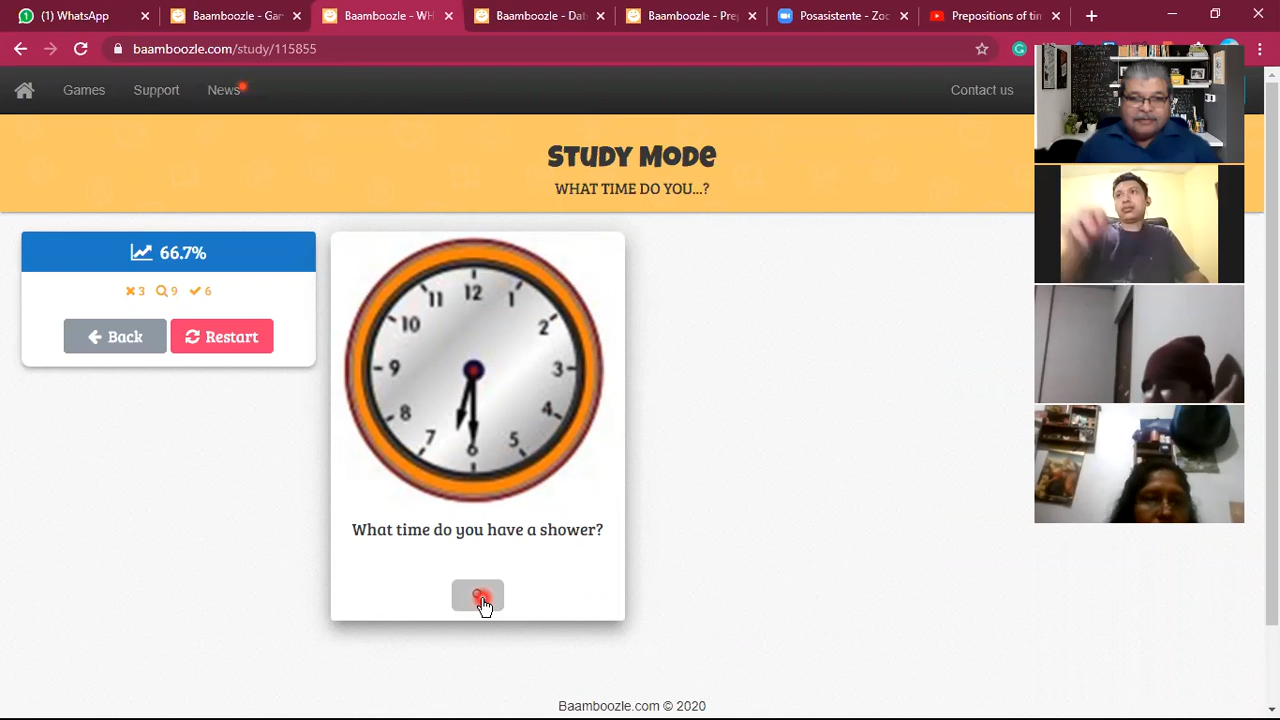 (1) WhatsApp
Baamboozle - Gar
Baamboozle - WH
Baamboozle - Dat
Baamboozle - Prep
Posasistente - Zoc
Prepositions of tin
baamboozle.com/study/115855
Games
Support
News
Contact us
STUDY MODE
WHAT TIME DO YOU...?
66.7%
3
9
6
Back
Restart
12
1
2
3
4
5
6
7
8
9
10
11
What time do you have a shower?
Baamboozle.com © 2020